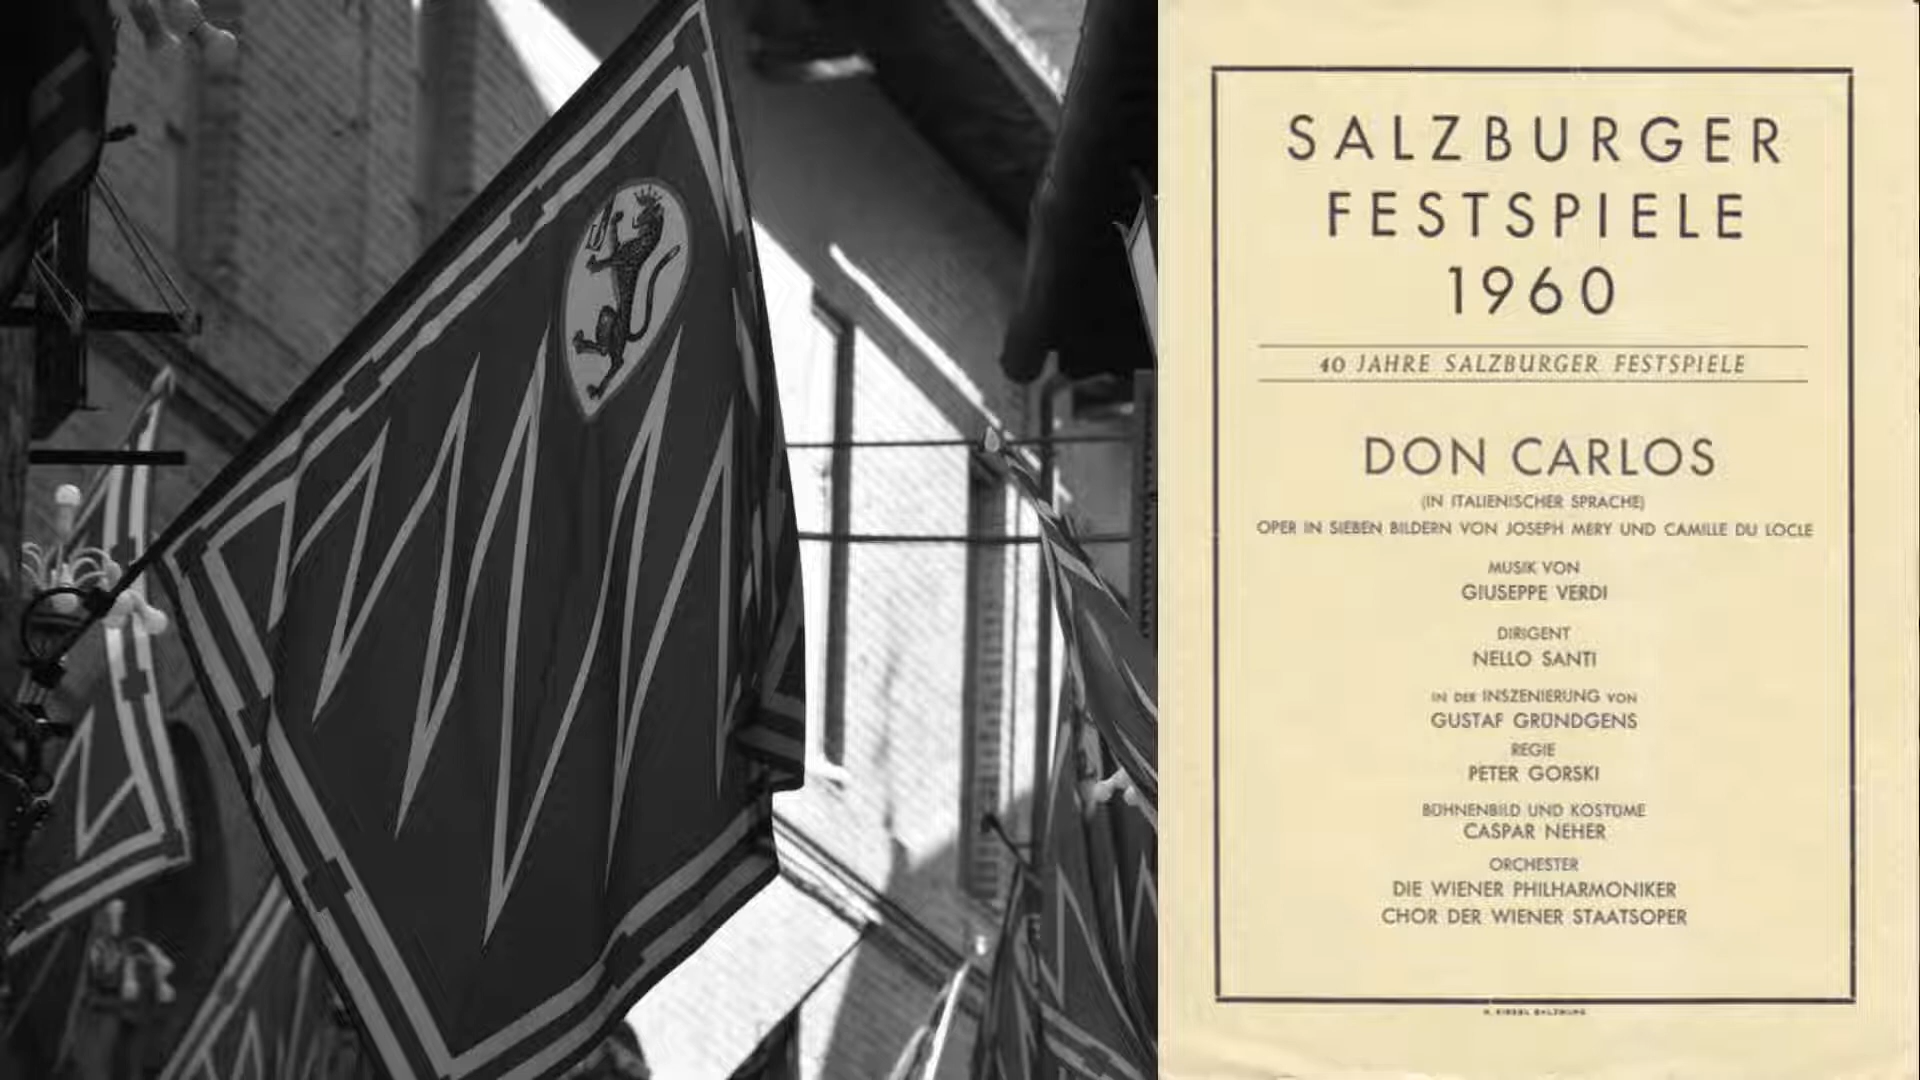 SALZBURGER
FESTSPIELE
1960
40 JAHRE SALZBURGER FESTSPIELE
DON CARLOS
(IN ITALIENISCHER SPRACHE)
OPER IN SIEBEN BILDERN VON JOSEPH MERY UND CAMILLE DU LOCLE
MUSIK VON
GIUSEPPE VERDI
DIRIGENT
NELLO SANTI
IN DER INSZENIERUNG VON
GUSTAF GRÜNDGENS
REGIE
PETER GORSKI
BÜHNENBILD UND KOSTÜME
CASPAR NEHER
ORCHESTER
DIE WIENER PHILHARMONIKER
CHOR DER WIENER STAATSOPER